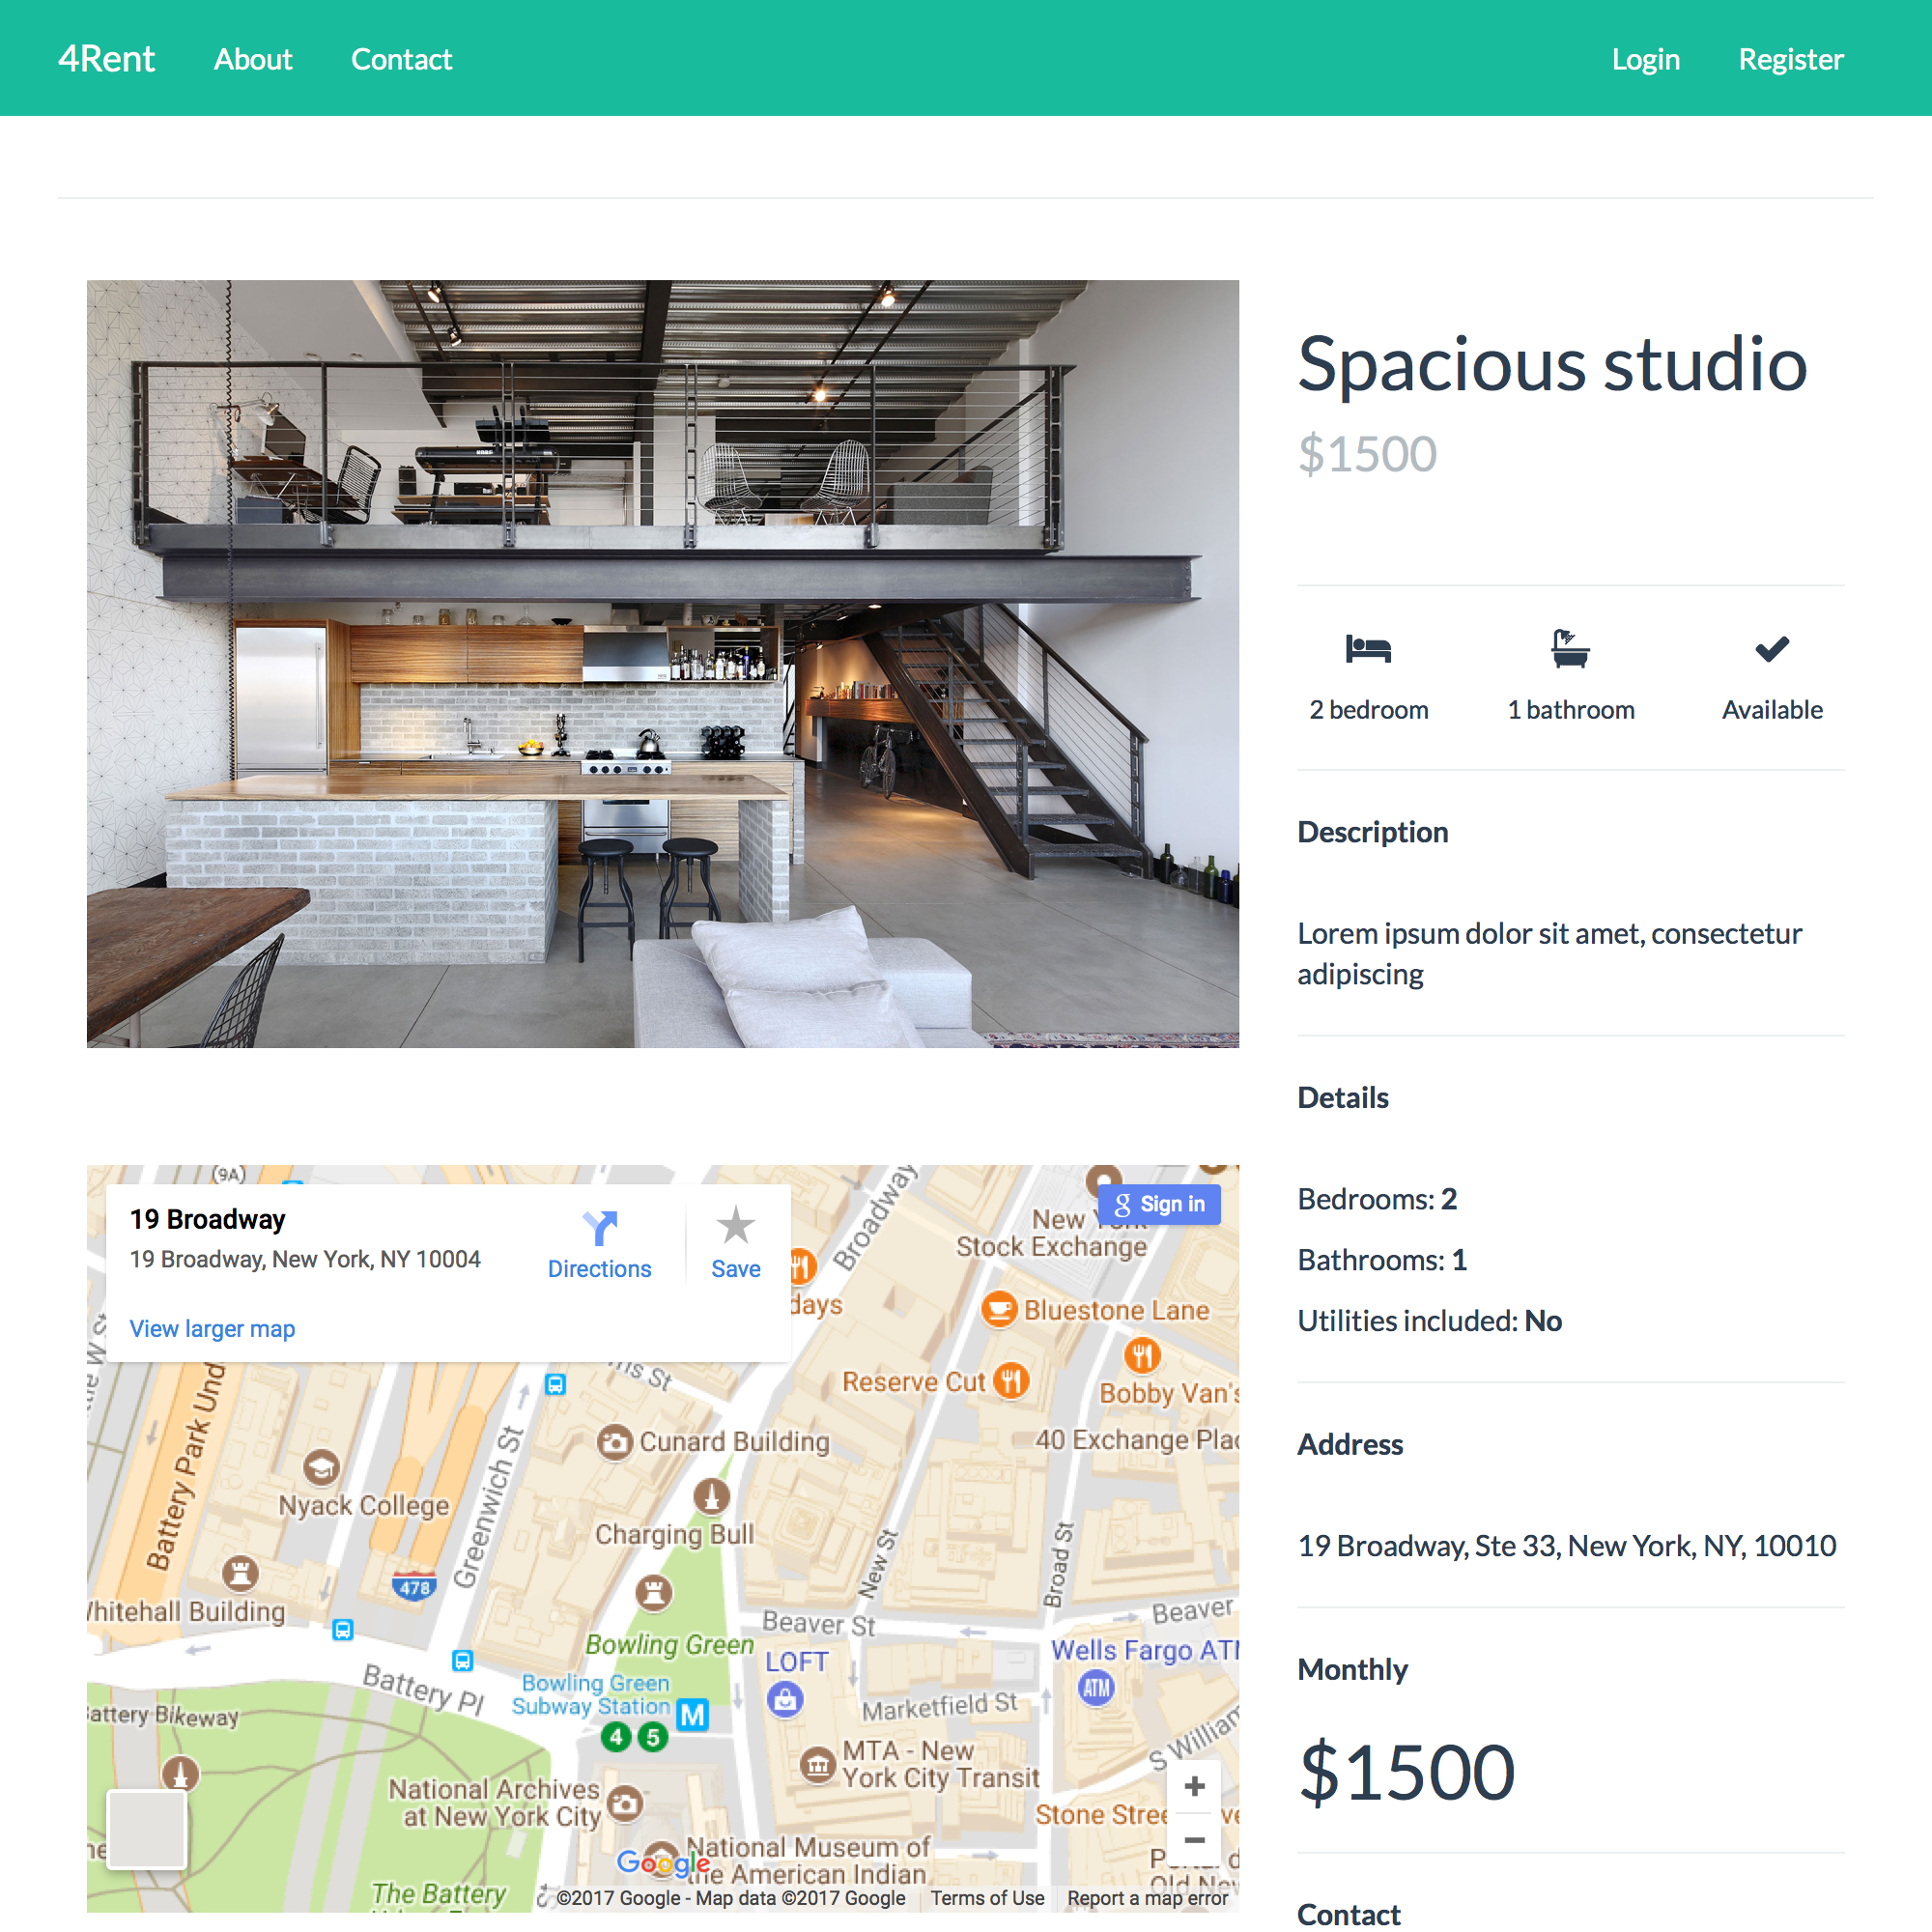 4Rent
About
Contact
Login
Register
Spacious studio
$1500
2 bedroom
1 bathroom
Available
Description
Lorem ipsum dolor sit amet, consectetur
adipiscing
Details
Bedrooms: 2
Bathrooms: 1
Utilities included: No
Address
19 Broadway, Ste 33, New York, NY, 10010
Monthly
$1500
Contact
9A
19 Broadway
19 Broadway, New York, NY 10004
View larger map
Directions
Save
Sign in
Broadway
New York
Stock Exchange
days
Bluestone Lane
Reserve Cut
Bobby Van's
40 Exchange Plac
Cunard Building
Charging Bull
Nyack College
Battery Park Und
Greenwich St
478
hitehall Building
New St
Broad St
Beaver St
Beaver
Bowling Green
LOFT
Wells Fargo ATM
ATM
Bowling Green
Subway Station
M
4 5
Battery Pl
attery Bikeway
Marketfield St
S William
MTA - New
York City Transit
National Archives
at New York City
Stone Stree
National Museum of
the American Indian
Google
The Battery
+
−
©2017 Google - Map data ©2017 Google
Terms of Use
Report a map error